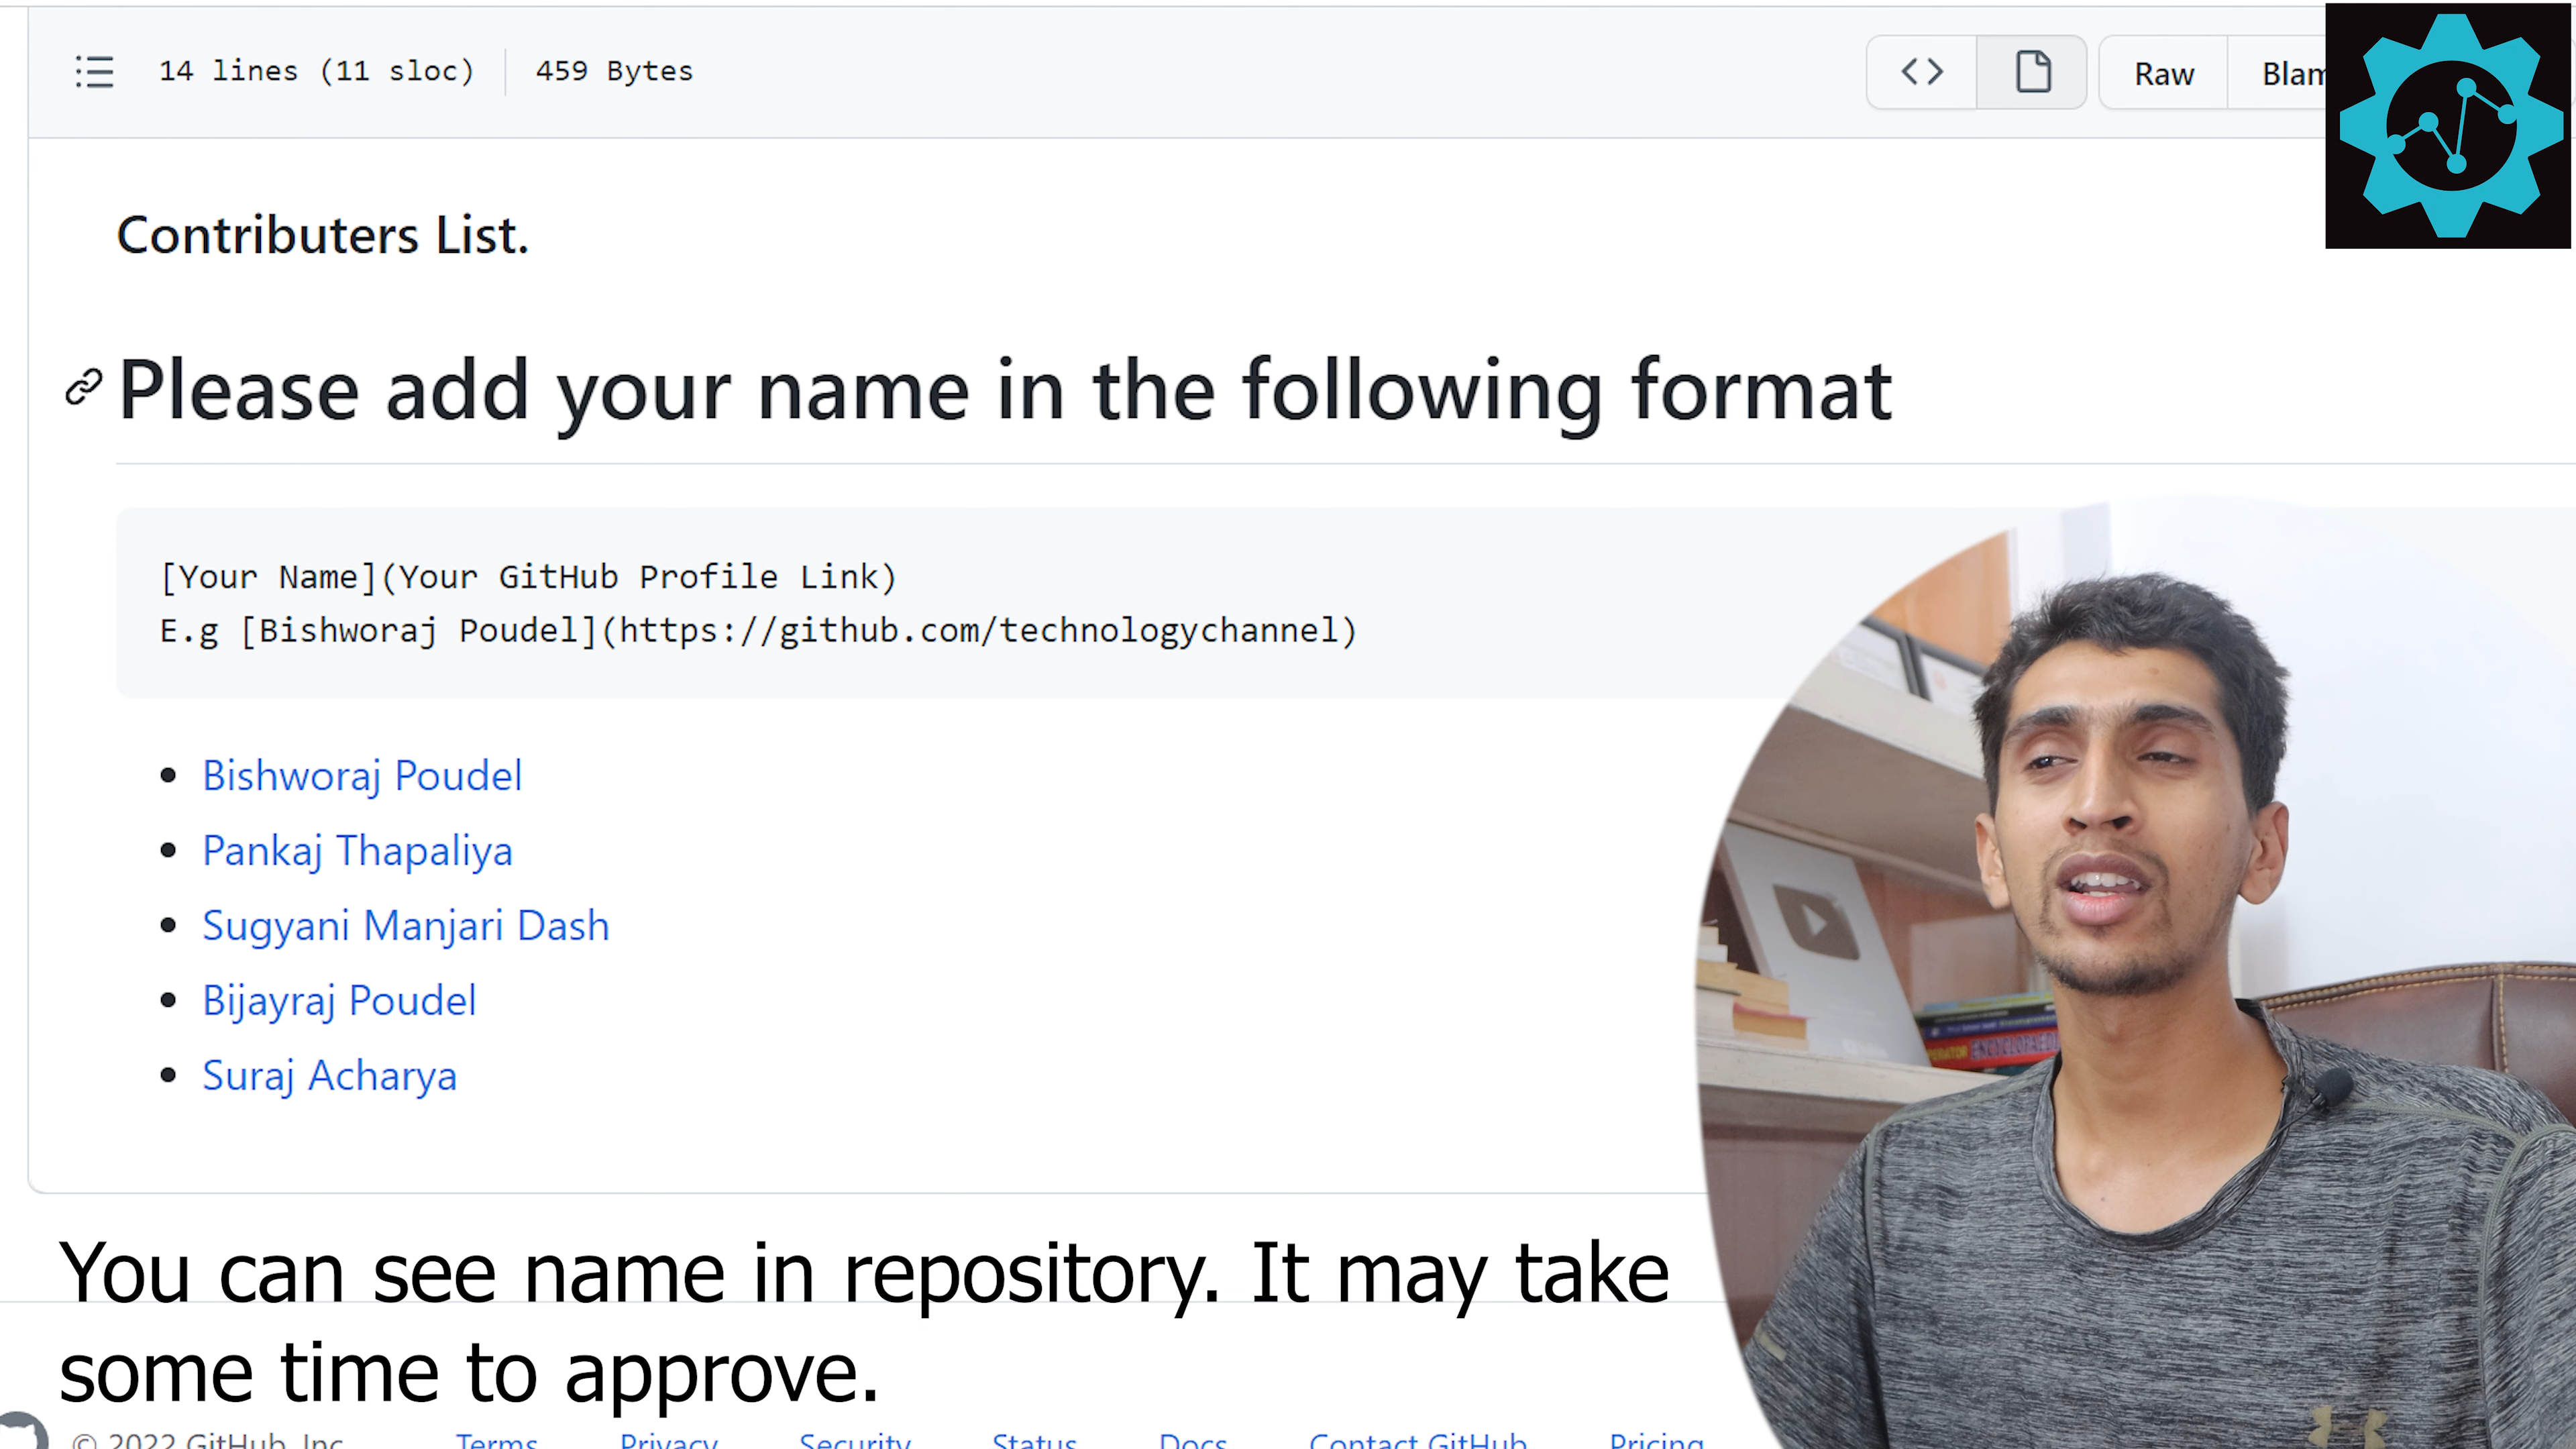 14 lines (11 sloc) 459 Bytes Raw
Contributers List.
Please add your name in the following format
[Your Name](Your GitHub Profile Link)
E.g [Bishworaj Poudel](https://github.com/technologychannel)
Bishworaj Poudel
Pankaj Thapaliya
Sugyani Manjari Dash
Bijayraj Poudel
Suraj Acharya
You can see name in repository. It may take
some time to approve.
© 2022 GitHub, Inc. Terms Privacy Security Status Docs Contact GitHub Pricing